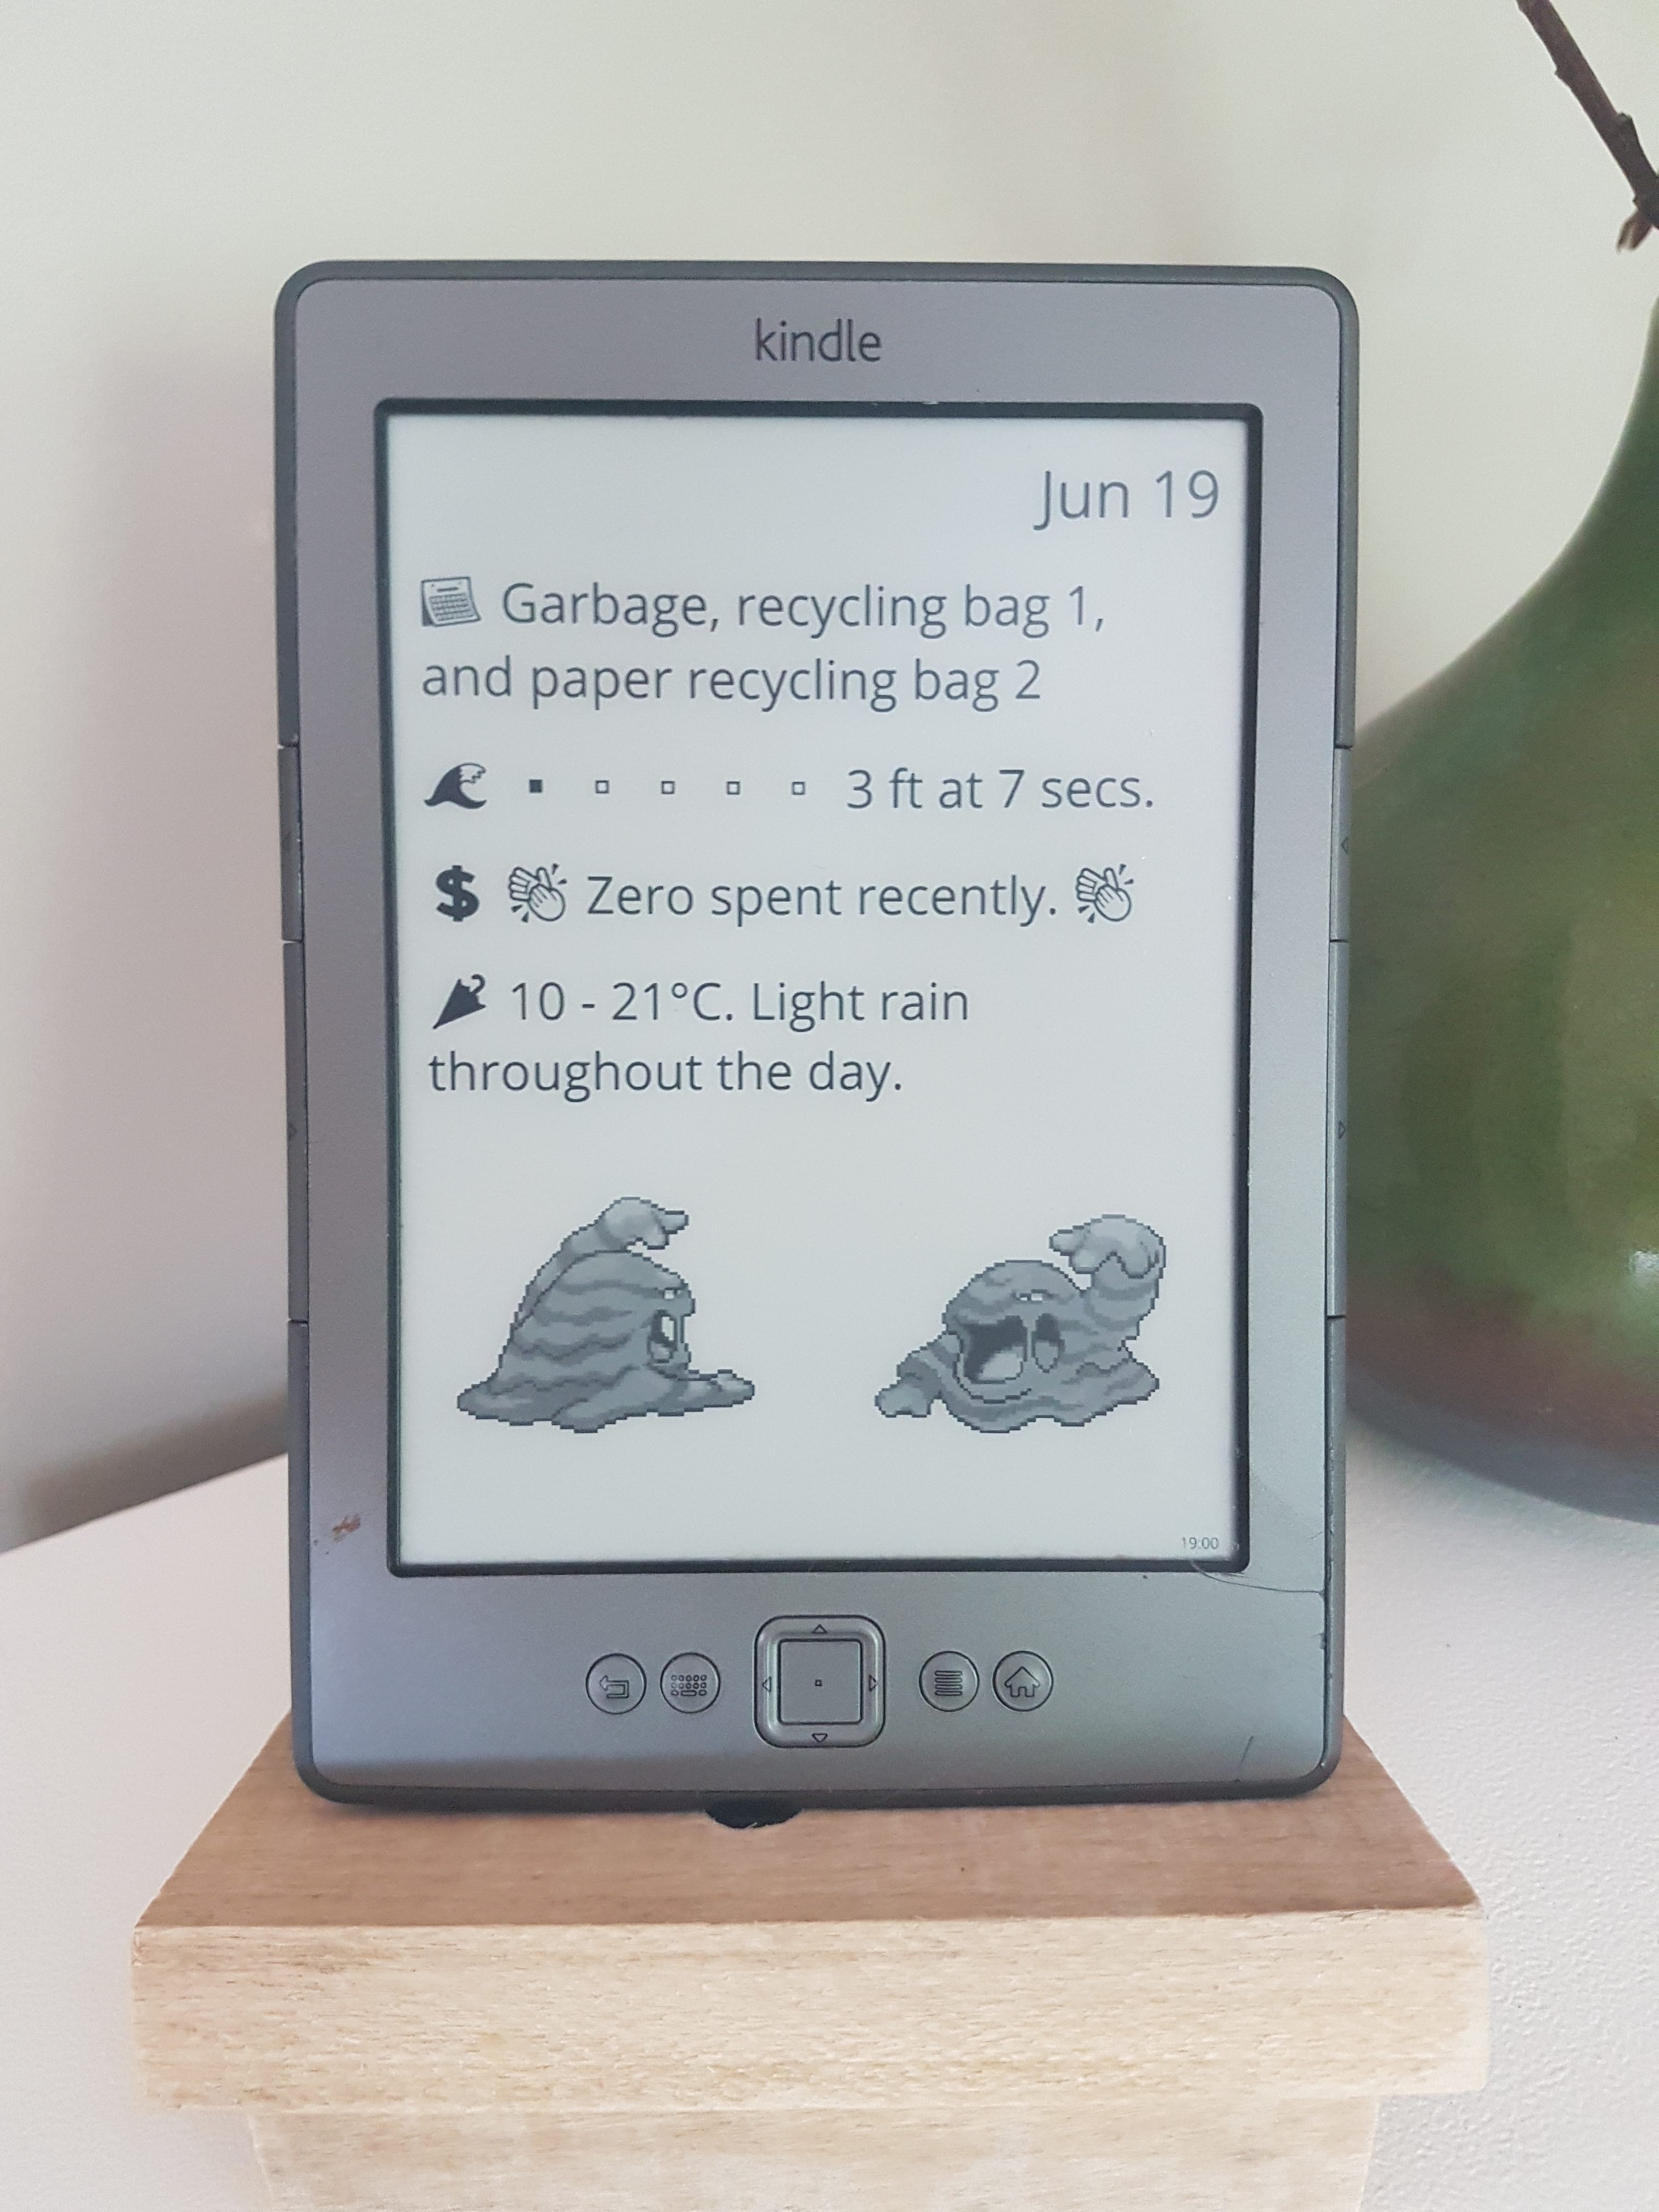 kindle
Jun 19
Garbage, recycling bag 1,
and paper recycling bag 2
3 ft at 7 secs.
$ Zero spent recently.
10 - 21°C. Light rain
throughout the day.
19:00